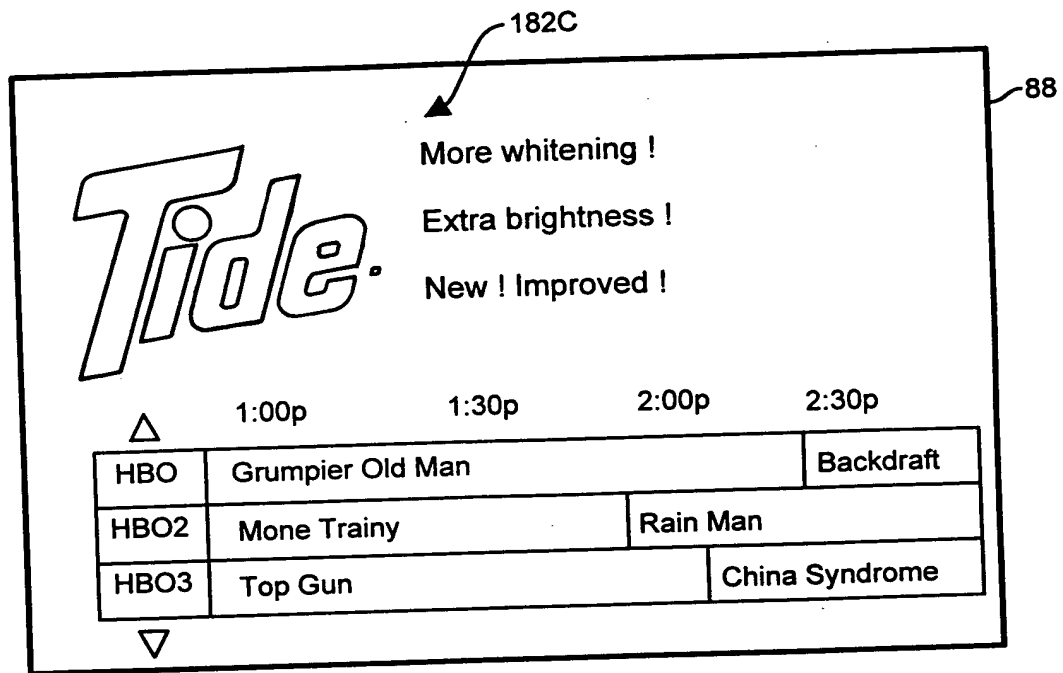 182C
88
Tide.
More whitening !
Extra brightness !
New ! Improved !
1:00p 1:30p 2:00p 2:30p
HBO Grumpier Old Man Backdraft
HBO2 Mone Trainy Rain Man
HBO3 Top Gun China Syndrome